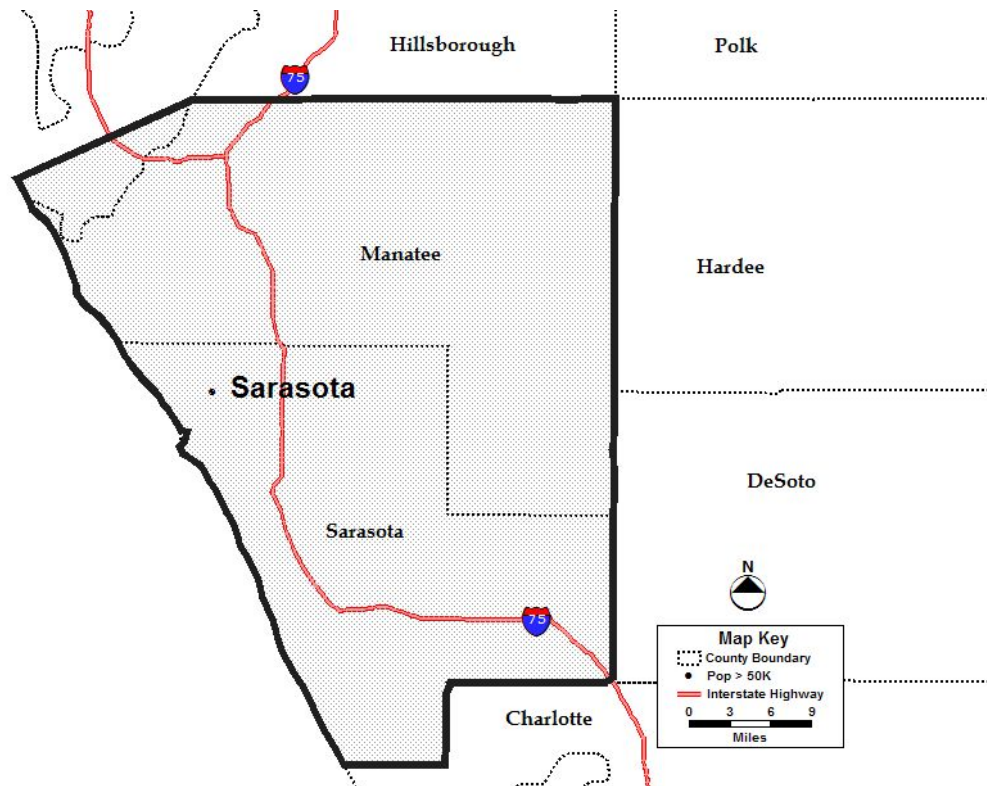 Hillsborough
Polk
75
Manatee
Hardee
Sarasota
DeSoto
Sarasota
N
75
Map Key
County Boundary
Pop > 50K
Interstate Highway
0 3 6 9
Miles
Charlotte